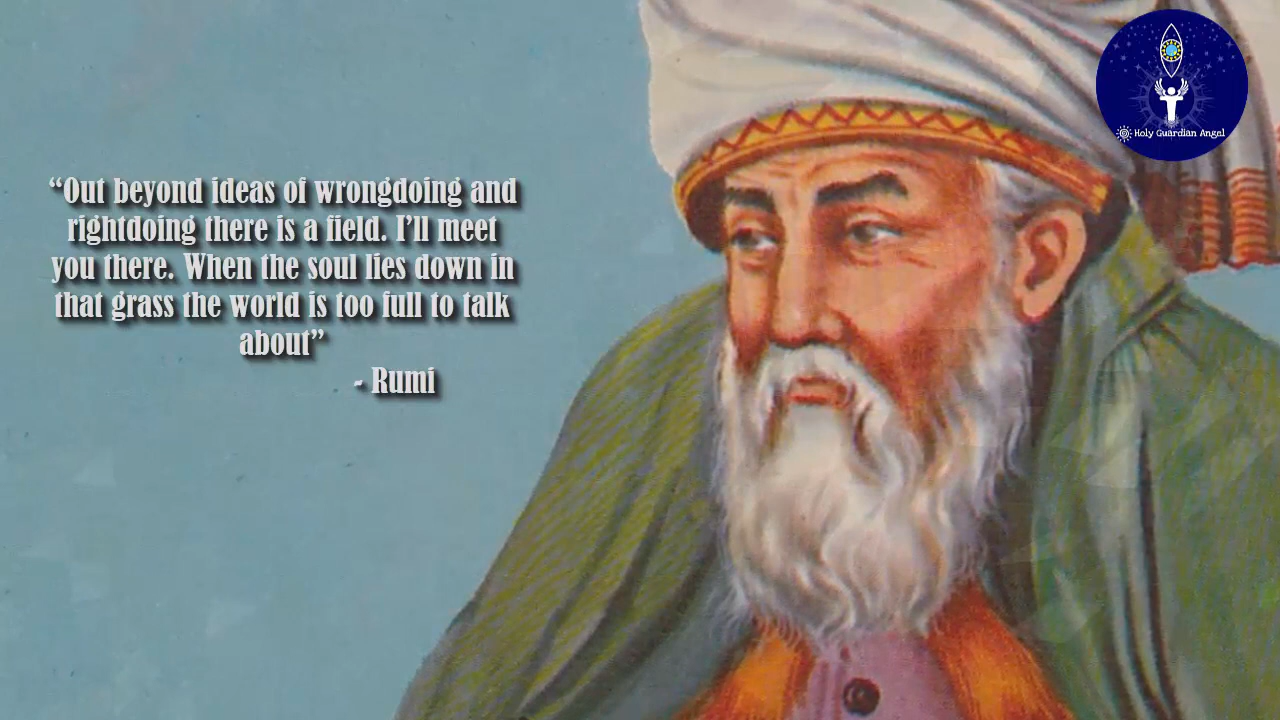 “Out beyond ideas of wrongdoing and
rightdoing there is a field. I’ll meet
you there. When the soul lies down in
that grass the world is too full to talk
about”
- Rumi
Holy Guardian Angel